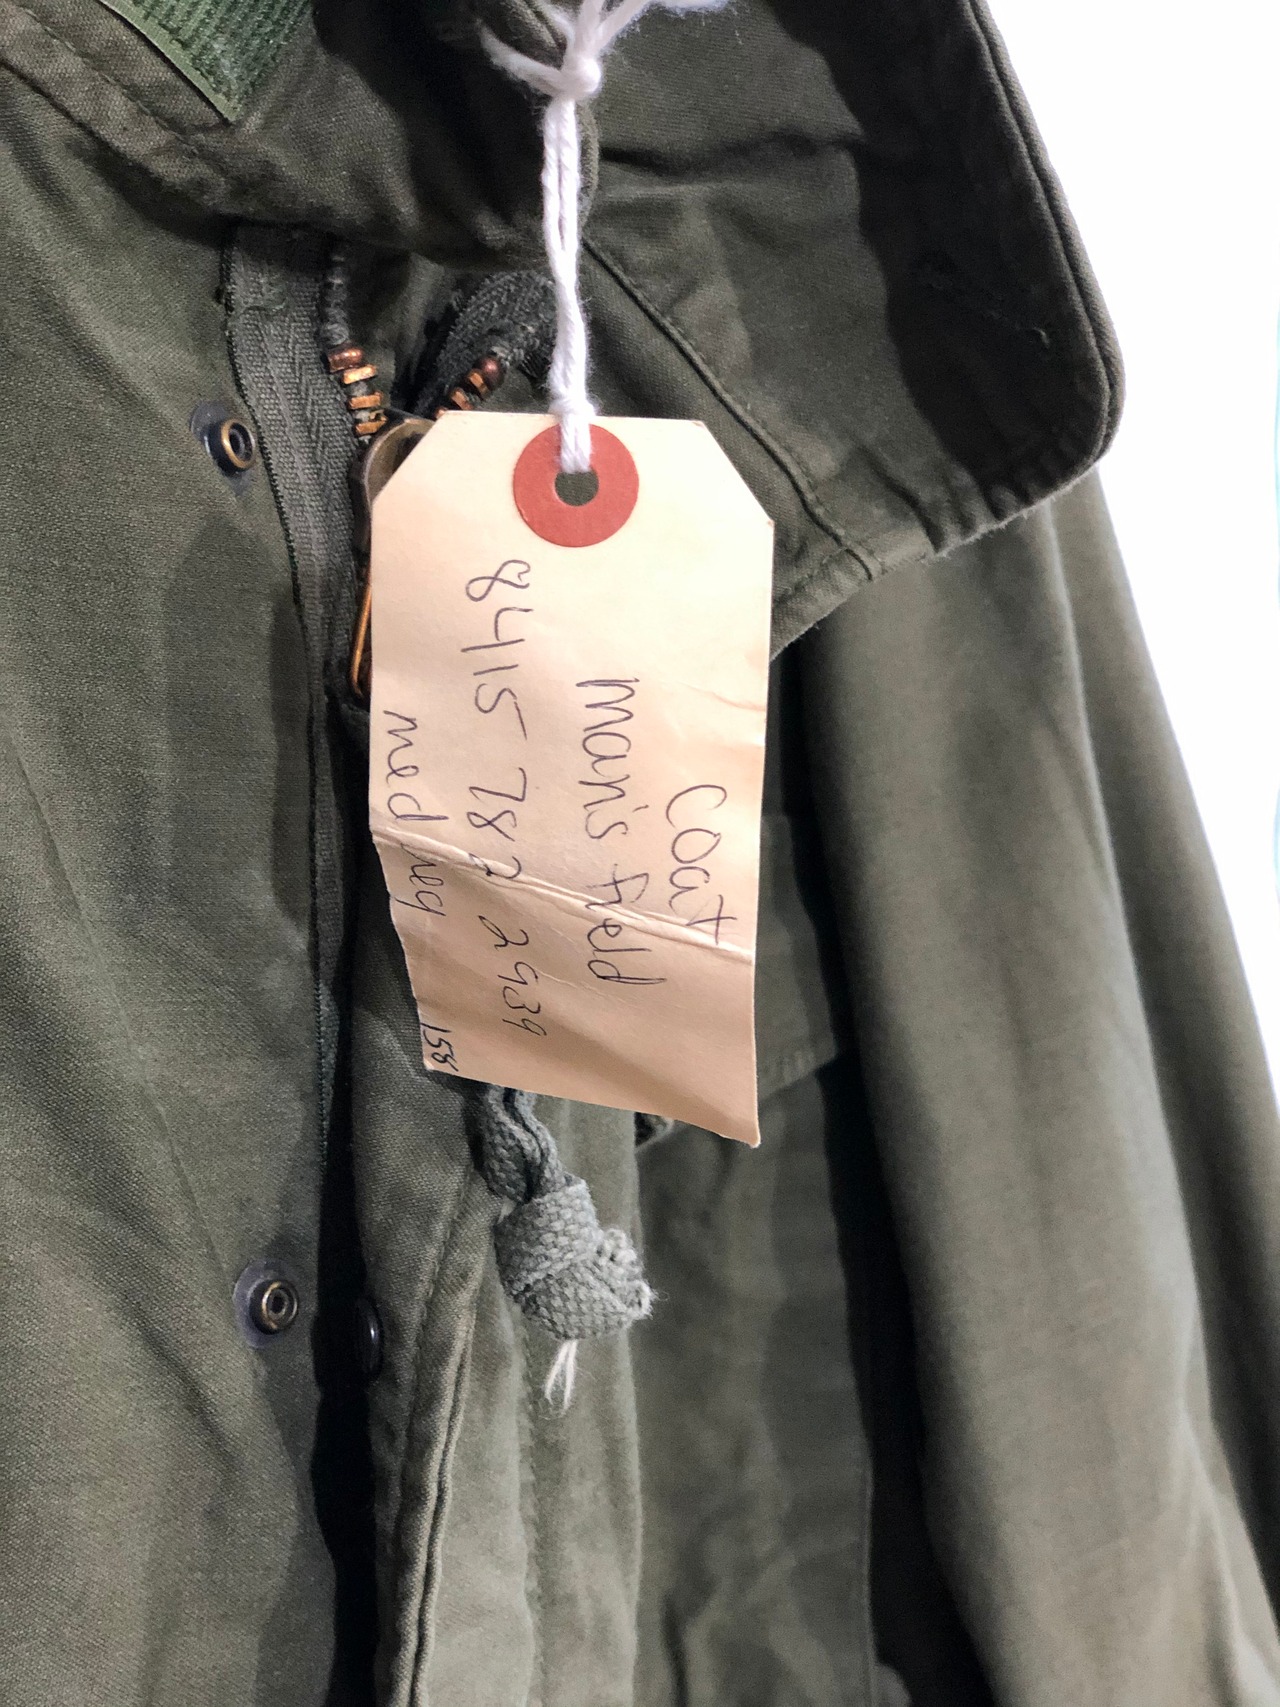 Coat
Man's field
8415 782 2939
med reg
158